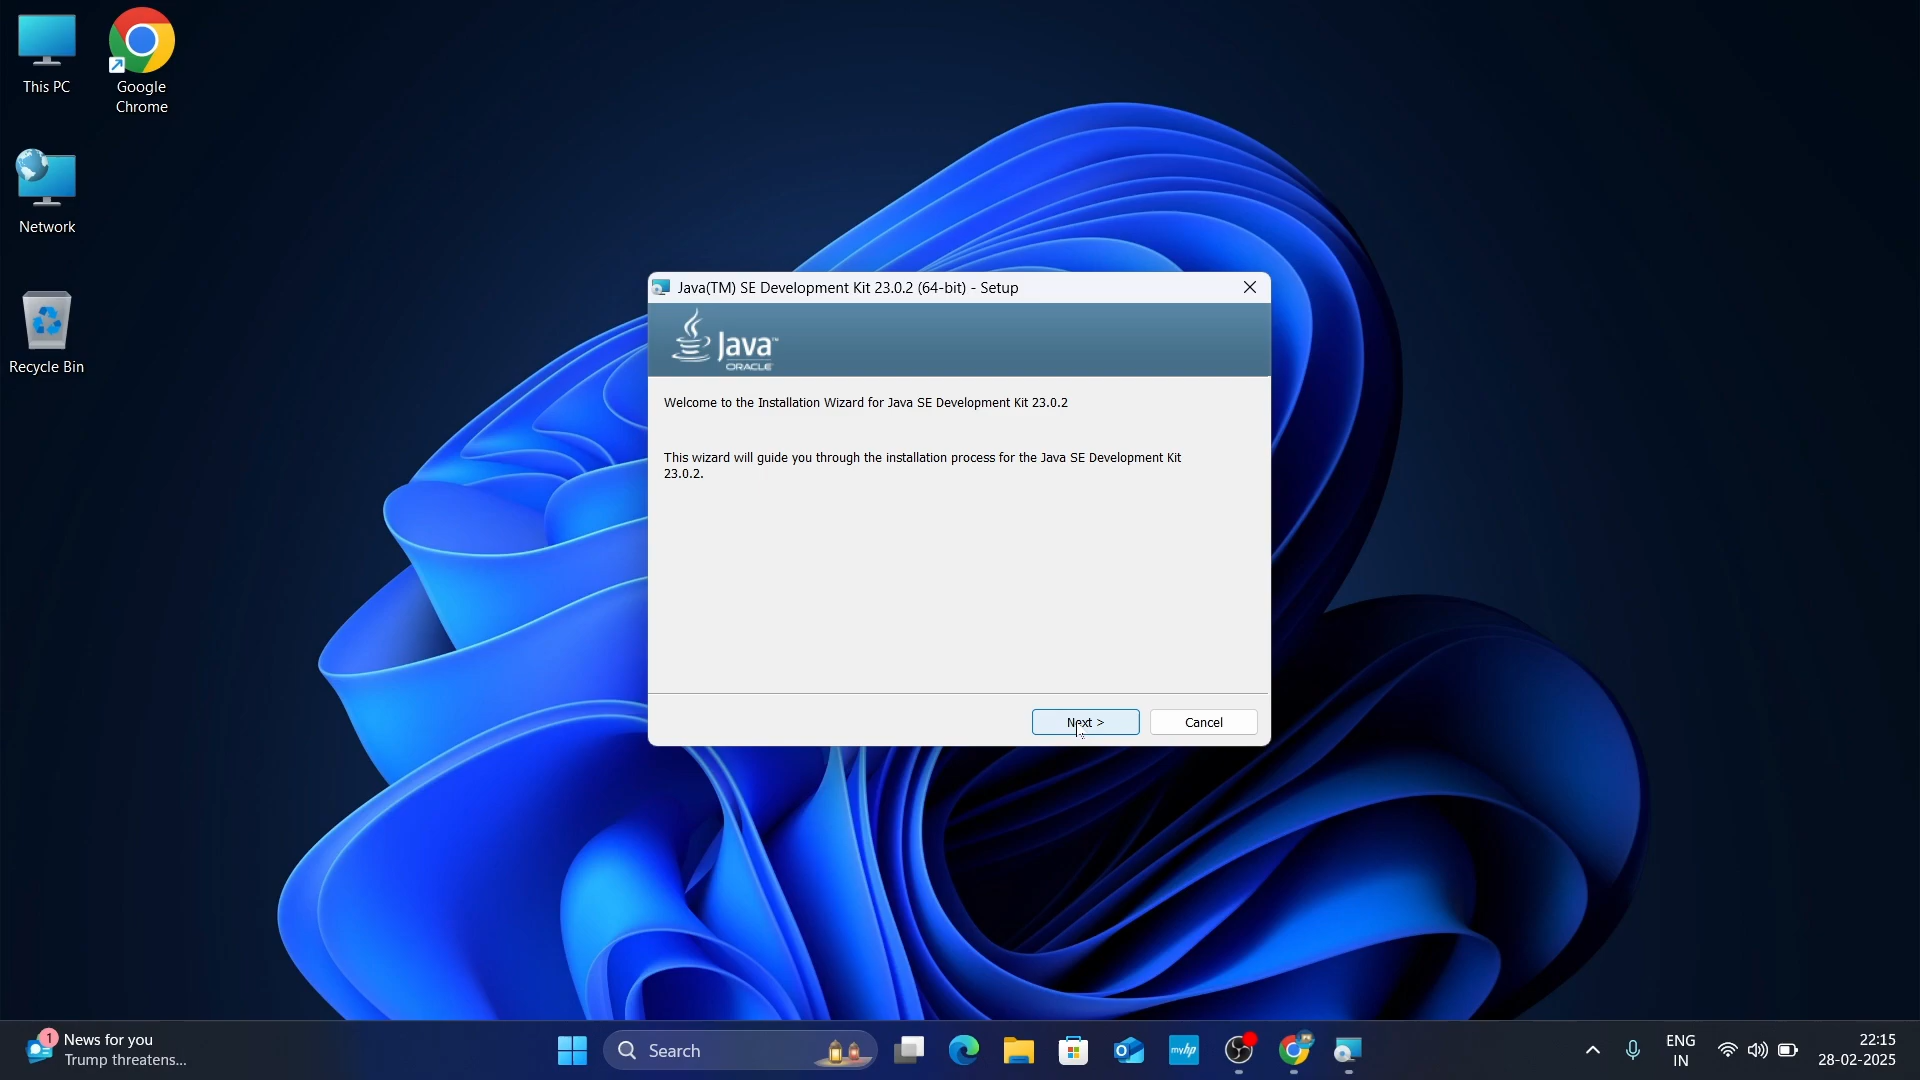 This PC
Google
Chrome
Network
Recycle Bin
Java(TM) SE Development Kit 23.0.2 (64-bit) - Setup
Java™
ORACLE
Welcome to the Installation Wizard for Java SE Development Kit 23.0.2
This wizard will guide you through the installation process for the Java SE Development Kit
23.0.2.
Next >
Cancel
1
News for you
Trump threatens...
Search
myhp
ENG
IN
22:15
28-02-2025